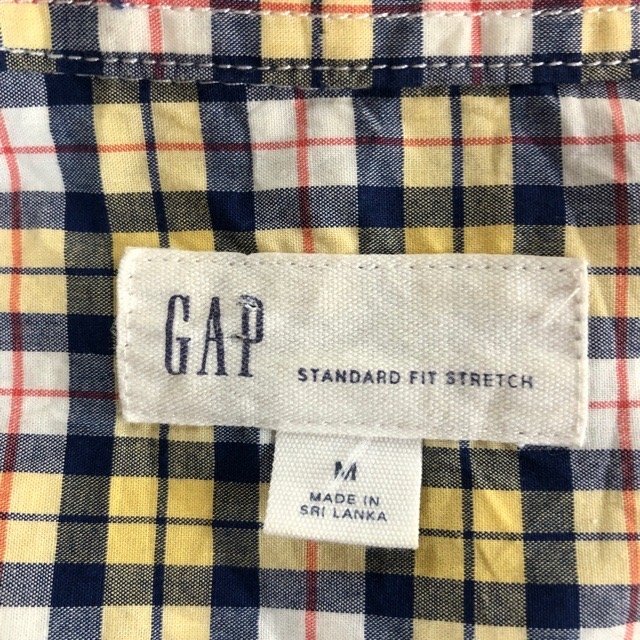 GAP
STANDARD FIT STRETCH
M
MADE IN
SRI LANKA